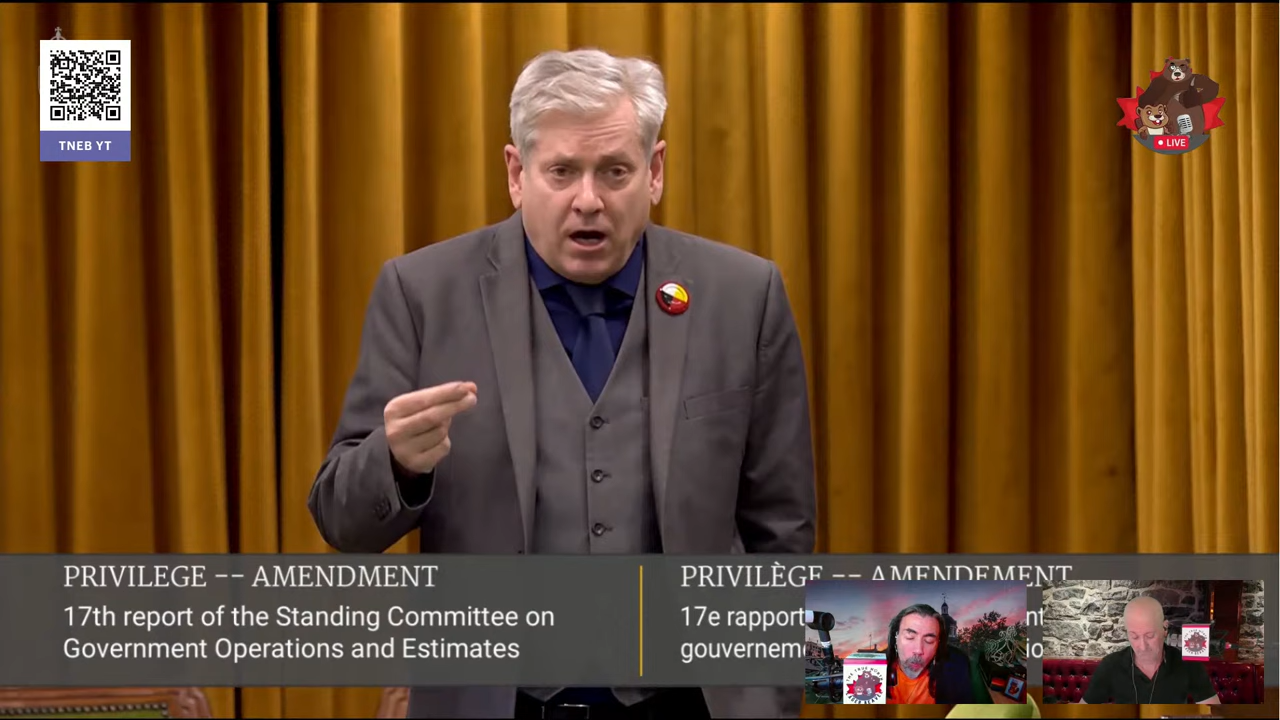 TNEB YT
LIVE
PRIVILEGE -- AMENDMENT
17th report of the Standing Committee on
Government Operations and Estimates
PRIVILÈGE -- AMENDEMENT
17e rapport